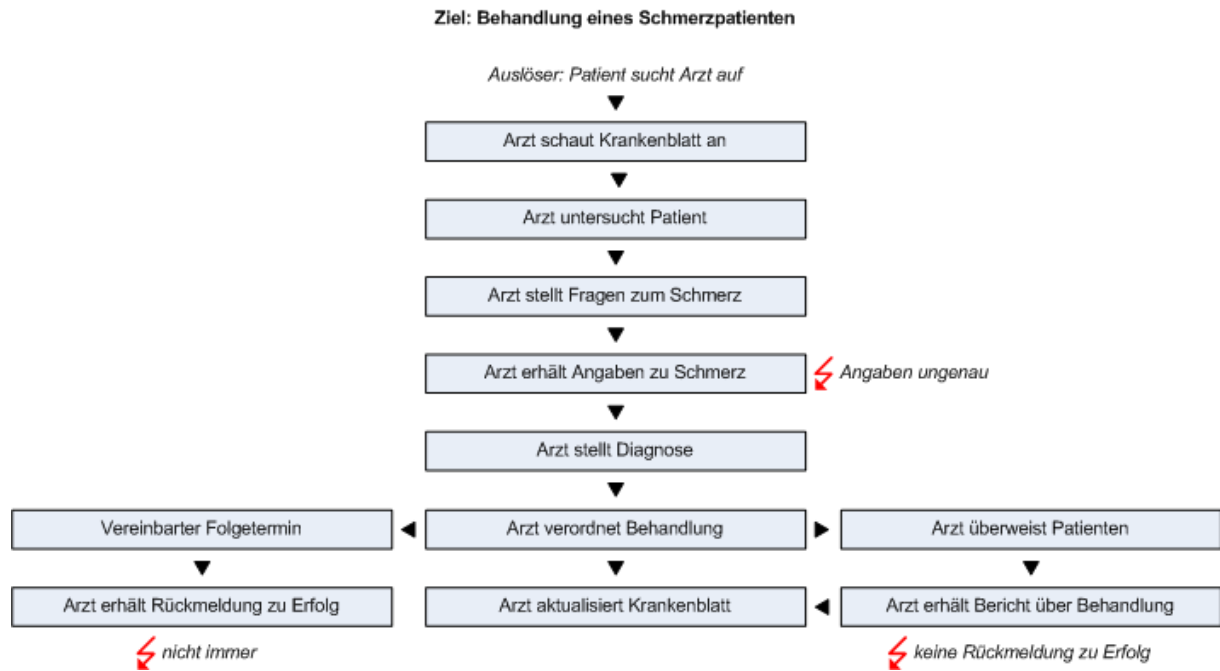 Ziel: Behandlung eines Schmerzpatienten
Auslöser: Patient sucht Arzt auf
Arzt schaut Krankenblatt an
Arzt untersucht Patient
Arzt stellt Fragen zum Schmerz
Arzt erhält Angaben zu Schmerz
Angaben ungenau
Arzt stellt Diagnose
Vereinbarter Folgetermin
Arzt verordnet Behandlung
Arzt überweist Patienten
Arzt erhält Rückmeldung zu Erfolg
Arzt aktualisiert Krankenblatt
Arzt erhält Bericht über Behandlung
nicht immer
keine Rückmeldung zu Erfolg